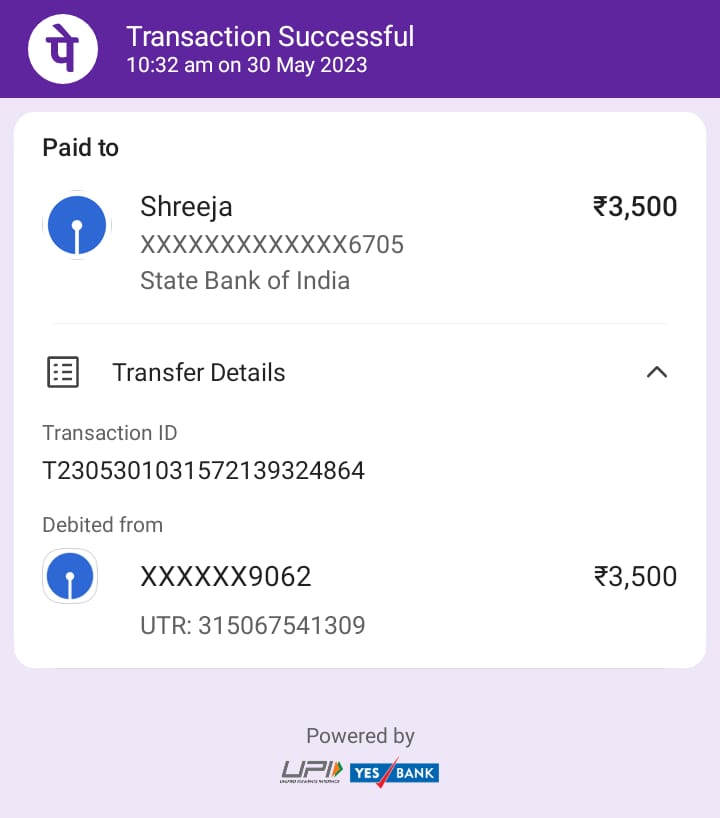 पे
Transaction Successful
10:32 am on 30 May 2023
Paid to
Shreeja ₹3,500
XXXXXXXXXXXXX6705
State Bank of India
Transfer Details
Transaction ID
T2305301031572139324864
Debited from
XXXXXX9062 ₹3,500
UTR: 315067541309
Powered by
UPI YES BANK
UNIFIED PAYMENTS INTERFACE